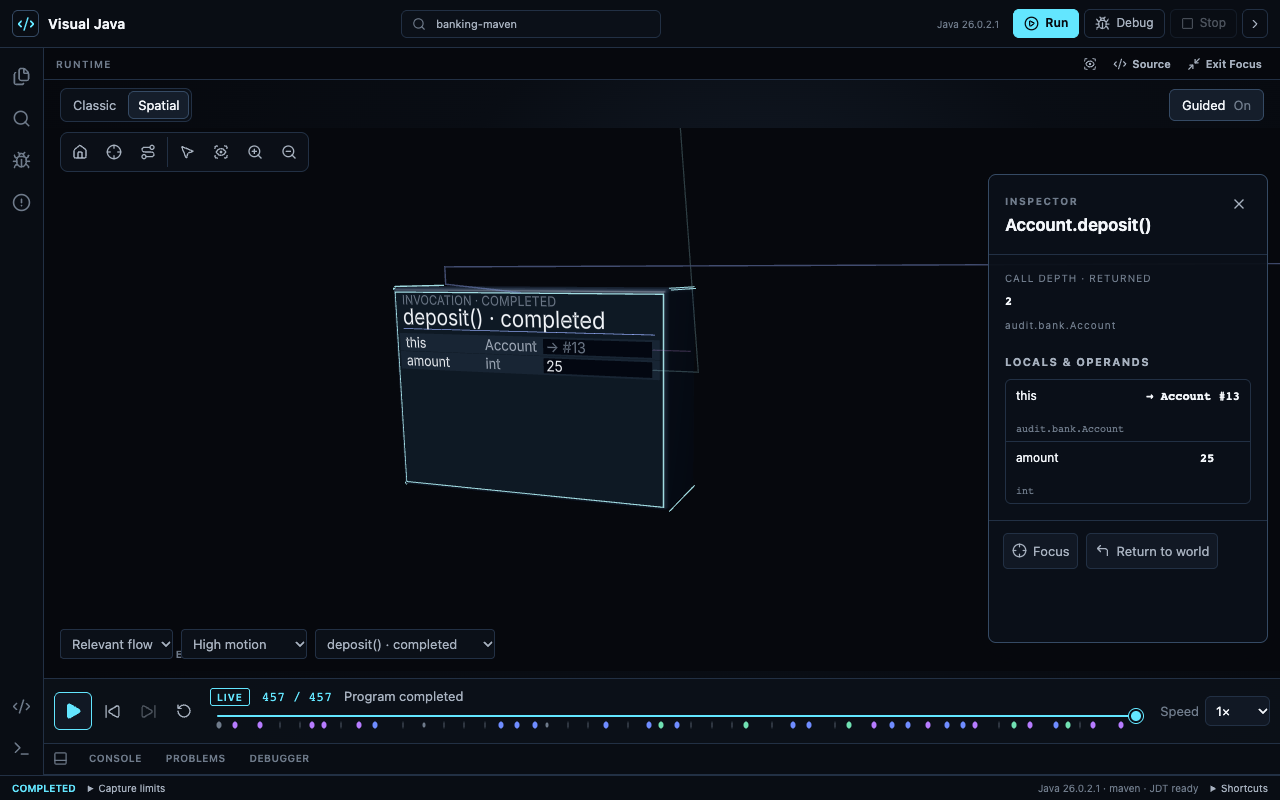 Visual Java
banking-maven
Java 26.0.2.1
Run
Debug
Stop
RUNTIME
Source
Exit Focus
Classic
Spatial
Guided On
INSPECTOR
Account.deposit()
CALL DEPTH · RETURNED
2
audit.bank.Account
LOCALS & OPERANDS
this → Account #13
audit.bank.Account
amount 25
int
Focus
Return to world
INVOCATION · COMPLETED
deposit() · completed
this Account → #13
amount int 25
Relevant flow
E
High motion
deposit() · completed
LIVE 457 / 457 Program completed
Speed 1×
CONSOLE PROBLEMS DEBUGGER
COMPLETED Capture limits
Java 26.0.2.1 · maven · JDT ready Shortcuts